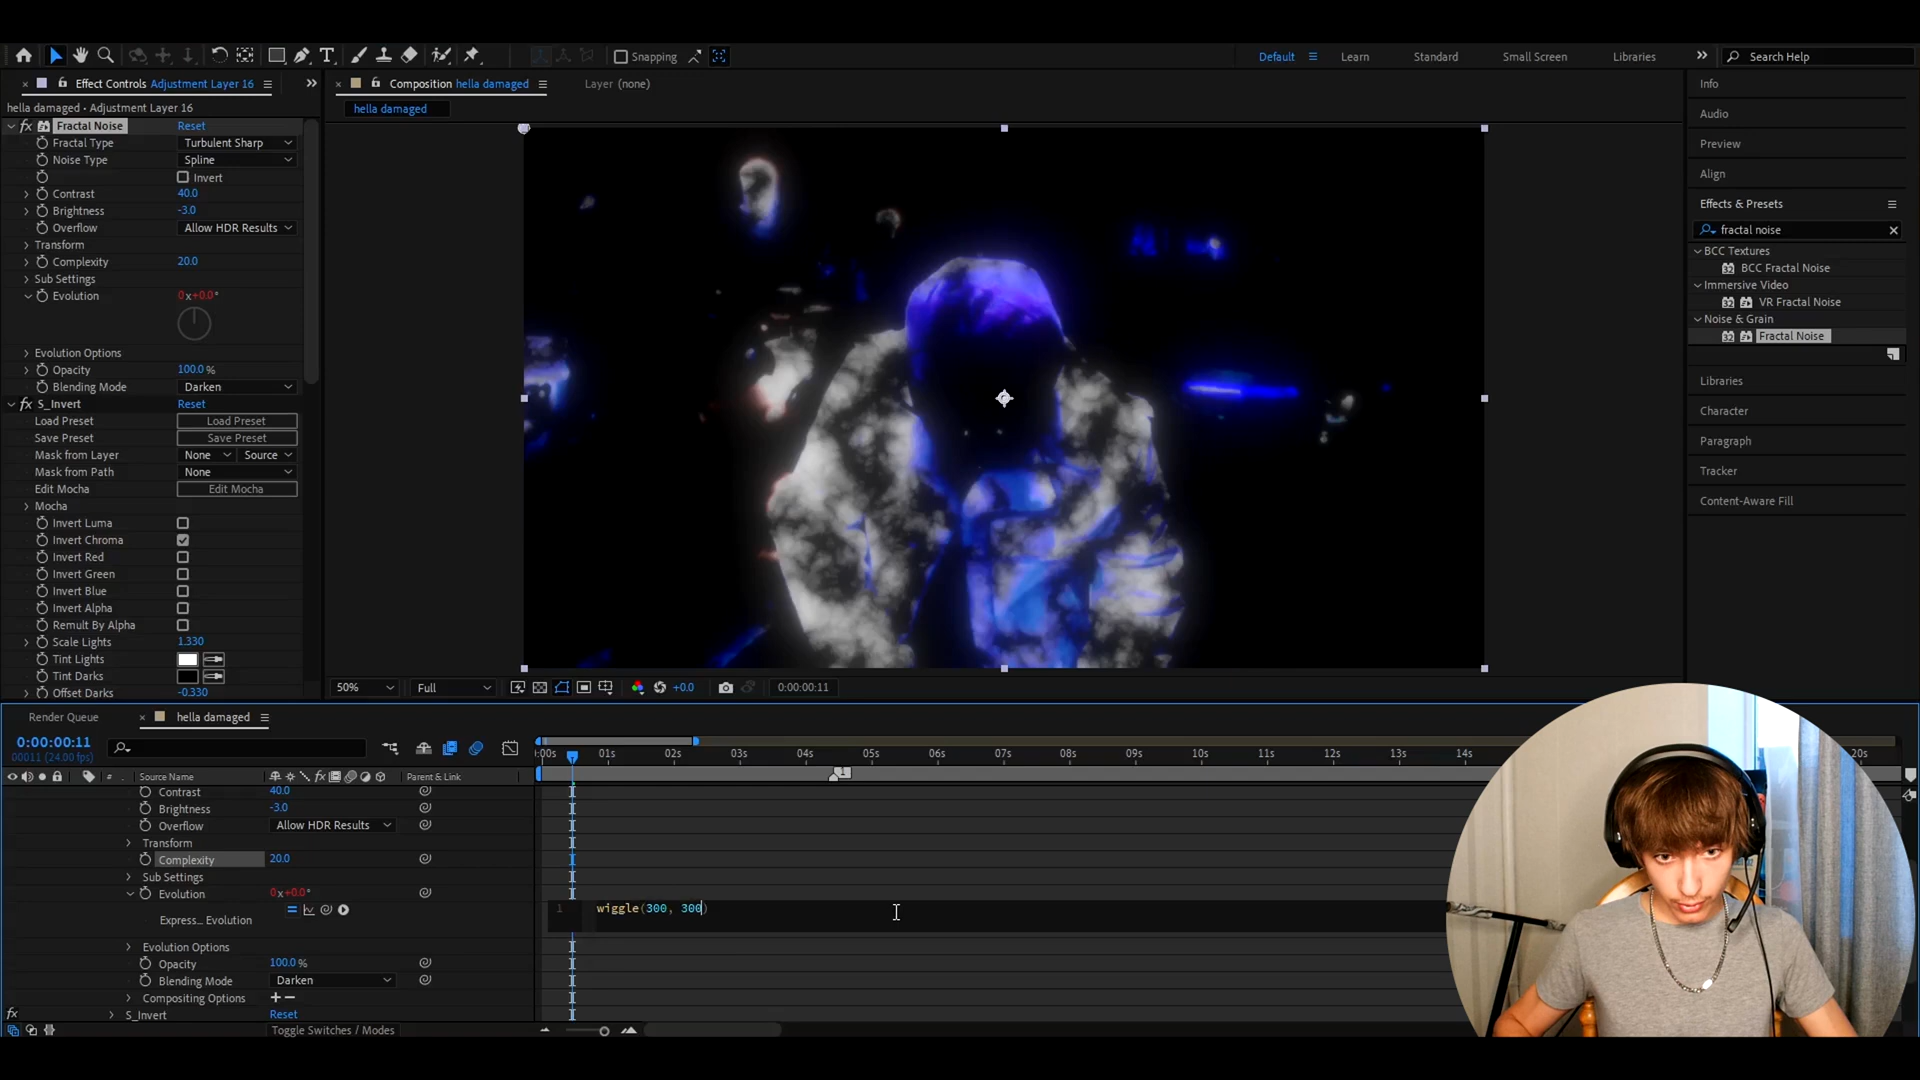 Snapping
Default
Learn
Standard
Small Screen
Libraries
Search Help
Effect Controls Adjustment Layer 16
hella damaged • Adjustment Layer 16
fx Fractal Noise Reset
Fractal Type Turbulent Sharp
Noise Type Spline
Invert
Contrast 40.0
Brightness -3.0
Overflow Allow HDR Results
Transform
Complexity 20.0
Sub Settings
Evolution 0x+0.0°
Evolution Options
Opacity 100.0 %
Blending Mode Darken
fx S_Invert Reset
Load Preset Load Preset
Save Preset Save Preset
Mask from Layer None Source
Mask from Path None
Edit Mocha Edit Mocha
Mocha
Invert Luma
Invert Chroma
Invert Red
Invert Green
Invert Blue
Invert Alpha
Remult By Alpha
Scale Lights 1.330
Tint Lights
Tint Darks
Offset Darks -0.330
Composition hella damaged
Layer (none)
hella damaged
50% Full +0.0 0:00:00:11
Info
Audio
Preview
Align
Effects & Presets
fractal noise
BCC Textures
BCC Fractal Noise
Immersive Video
VR Fractal Noise
Noise & Grain
Fractal Noise
Libraries
Character
Paragraph
Tracker
Content-Aware Fill
Render Queue
hella damaged
0:00:00:11
00011 (24.00 fps)
:00s 01s 02s 03s 04s 05s 06s 07s 08s 09s 10s 11s 12s 13s 14s 20s
1
# Source Name Parent & Link
Contrast 40.0
Brightness -3.0
Overflow Allow HDR Results
Transform
Complexity 20.0
Sub Settings
Evolution 0x+0.0°
Express... Evolution
1 wiggle(300, 300)
Evolution Options
Opacity 100.0 %
Blending Mode Darken
Compositing Options +−
fx S_Invert Reset
Toggle Switches / Modes